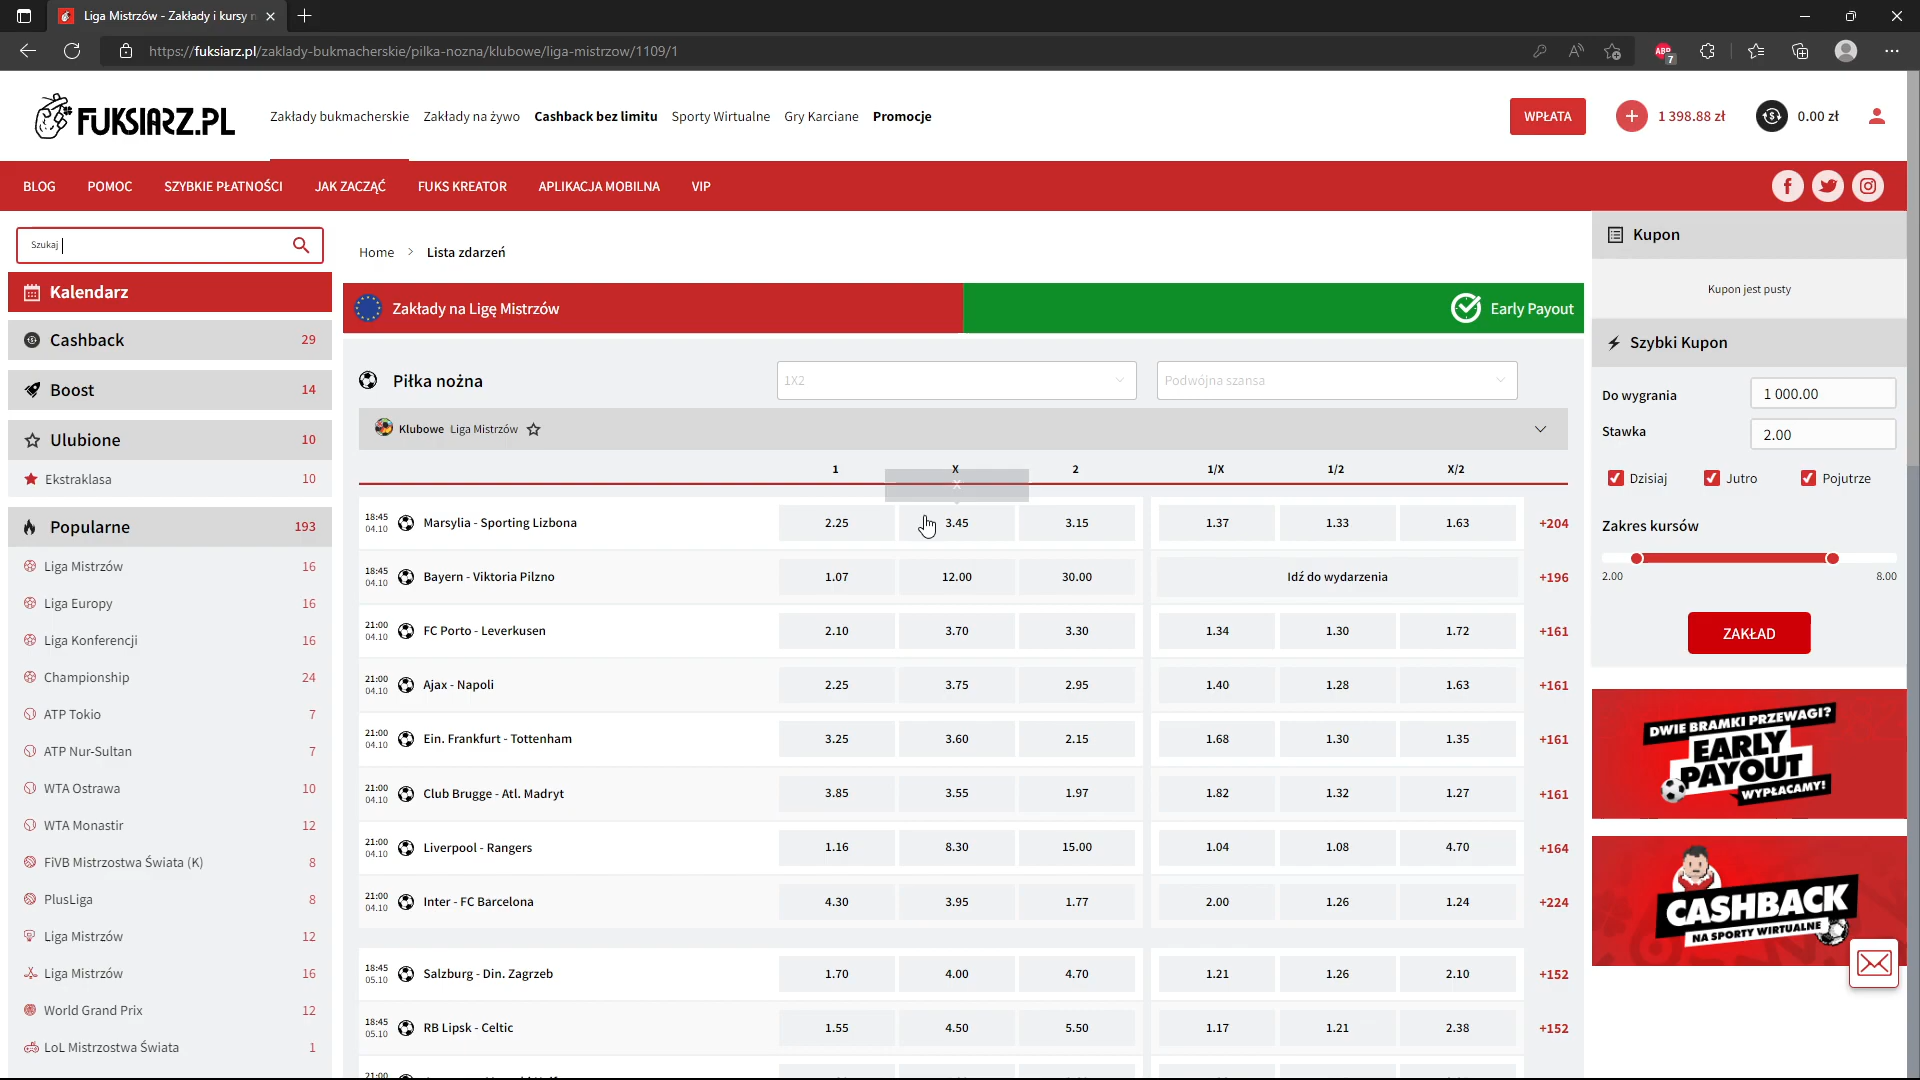 Liga Mistrzów - Zakłady i kursy n
https://fuksiarz.pl/zaklady-bukmacherskie/pilka-nozna/klubowe/liga-mistrzow/1109/1
ABP 7
FUKSIARZ.PL
Zakłady bukmacherskie Zakłady na żywo Cashback bez limitu Sporty Wirtualne Gry Karciane Promocje
WPŁATA
1 398.88 zł
0.00 zł
BLOG POMOC SZYBKIE PŁATNOŚCI JAK ZACZĄĆ FUKS KREATOR APLIKACJA MOBILNA VIP
Szukaj
Kalendarz
Cashback 29
Boost 14
Ulubione 10
Ekstraklasa 10
Popularne 193
Liga Mistrzów 16
Liga Europy 16
Liga Konferencji 16
Championship 24
ATP Tokio 7
ATP Nur-Sultan 7
WTA Ostrawa 10
WTA Monastir 12
FiVB Mistrzostwa Świata (K) 8
PlusLiga 8
Liga Mistrzów 12
Liga Mistrzów 16
World Grand Prix 12
LoL Mistrzostwa Świata 1
Home > Lista zdarzeń
Zakłady na Ligę Mistrzów
Early Payout
Piłka nożna
1X2
Podwójna szansa
Klubowe Liga Mistrzów
1 X 2 1/X 1/2 X/2
X
18:45 04.10 Marsylia - Sporting Lizbona 2.25 3.45 3.15 1.37 1.33 1.63 +204
18:45 04.10 Bayern - Viktoria Pilzno 1.07 12.00 30.00 Idź do wydarzenia +196
21:00 04.10 FC Porto - Leverkusen 2.10 3.70 3.30 1.34 1.30 1.72 +161
21:00 04.10 Ajax - Napoli 2.25 3.75 2.95 1.40 1.28 1.63 +161
21:00 04.10 Ein. Frankfurt - Tottenham 3.25 3.60 2.15 1.68 1.30 1.35 +161
21:00 04.10 Club Brugge - Atl. Madryt 3.85 3.55 1.97 1.82 1.32 1.27 +161
21:00 04.10 Liverpool - Rangers 1.16 8.30 15.00 1.04 1.08 4.70 +164
21:00 04.10 Inter - FC Barcelona 4.30 3.95 1.77 2.00 1.26 1.24 +224
18:45 05.10 Salzburg - Din. Zagrzeb 1.70 4.00 4.70 1.21 1.26 2.10 +152
18:45 05.10 RB Lipsk - Celtic 1.55 4.50 5.50 1.17 1.21 2.38 +152
21:00
Kupon
Kupon jest pusty
Szybki Kupon
Do wygrania 1 000.00
Stawka 2.00
Dzisiaj Jutro Pojutrze
Zakres kursów
2.00 8.00
ZAKŁAD
DWIE BRAMKI PRZEWAGI?
EARLY
PAYOUT
WYPŁACAMY!
CASHBACK
NA SPORTY WIRTUALNE